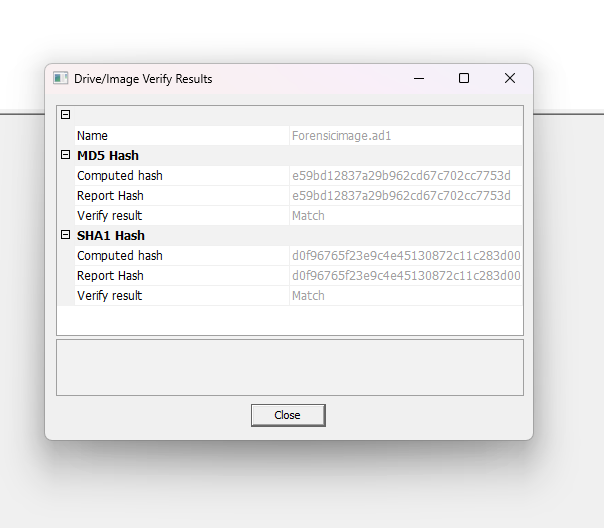 Drive/Image Verify Results
Name Forensicimage.ad1
MD5 Hash
Computed hash e59bd12837a29b962cd67c702cc7753d
Report Hash e59bd12837a29b962cd67c702cc7753d
Verify result Match
SHA1 Hash
Computed hash d0f96765f23e9c4e45130872c11c283d00
Report Hash d0f96765f23e9c4e45130872c11c283d00
Verify result Match
Close